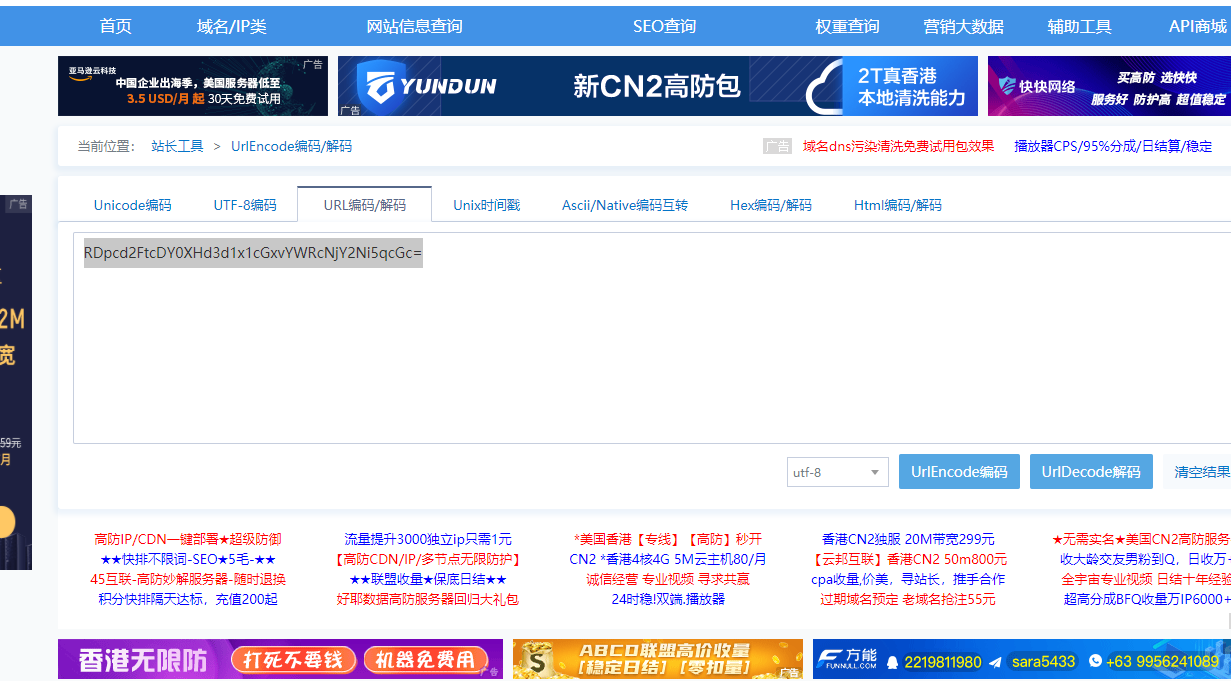 首页 域名/IP类 网站信息查询 SEO查询 权重查询 营销大数据 辅助工具 API商城
亚马逊云科技
广告
中国企业出海季，美国服务器低至
3.5 USD/月 起 30天免费试用
YUNDUN
新CN2高防包
2T真香港
本地清洗能力
广告
快快网络
买高防 选快快
服务好 防护高 超值稳定
当前位置： 站长工具 > UrlEncode编码/解码
广告 域名dns污染清洗免费试用包效果 播放器CPS/95%分成/日结算/稳定
广告
2M
宽
59元
月
Unicode编码 UTF-8编码 URL编码/解码 Unix时间戳 Ascii/Native编码互转 Hex编码/解码 Html编码/解码
RDpcd2FtcDY0XHd3d1x1cGxvYWRcNjY2Ni5qcGc=
utf-8 UrlEncode编码 UrlDecode解码 清空结果
高防IP/CDN—键部署★超级防御 流量提升3000独立ip只需1元 *美国香港【专线】【高防】秒开 香港CN2独服 20M带宽299元 ★无需实名★美国CN2高防服务
★★快排不限词-SEO★5毛-★★ 【高防CDN/IP/多节点无限防护】 CN2 *香港4核4G 5M云主机80/月 【云邦互联】香港CN2 50m800元 收大龄交友男粉到Q，日收万-
45互联-高防妙解服务器-随时退换 ★★联盟收量★保底日结★★ 诚信经营 专业视频 寻求共赢 cpa收量,价美，寻站长，推手合作 全宇宙专业视频 日结十年经验
积分快排隔天达标，充值200起 好耶数据高防服务器回归大礼包 24时稳!双端.播放器 过期域名预定 老域名抢注55元 超高分成BFQ收量万IP6000+
香港无限防 打死不要钱 机器免费用 广告
ABCD联盟高价收量
【稳定日结】【零扣量】
广告
方能
FUNNULL.COM
2219811980 sara5433 +63 9956241089